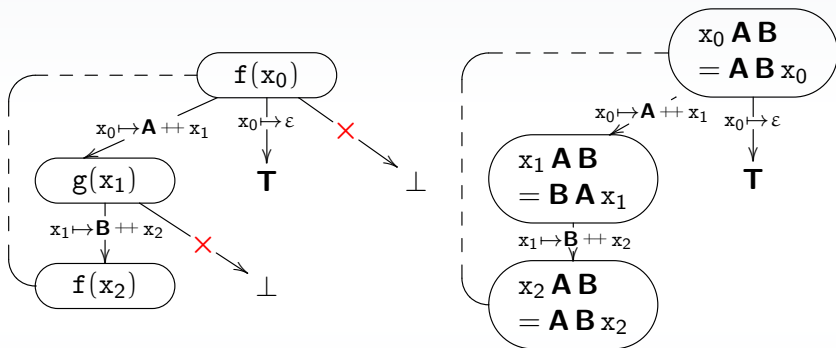 f(x₀)
x₀ ↦ A ++ x₁
x₀ ↦ ε
g(x₁)
T
⊥
x₁ ↦ B ++ x₂
f(x₂)
⊥
x₀ A B
= A B x₀
x₀ ↦ A ++ x₁
x₀ ↦ ε
x₁ A B
= B A x₁
T
x₁ ↦ B ++ x₂
x₂ A B
= A B x₂